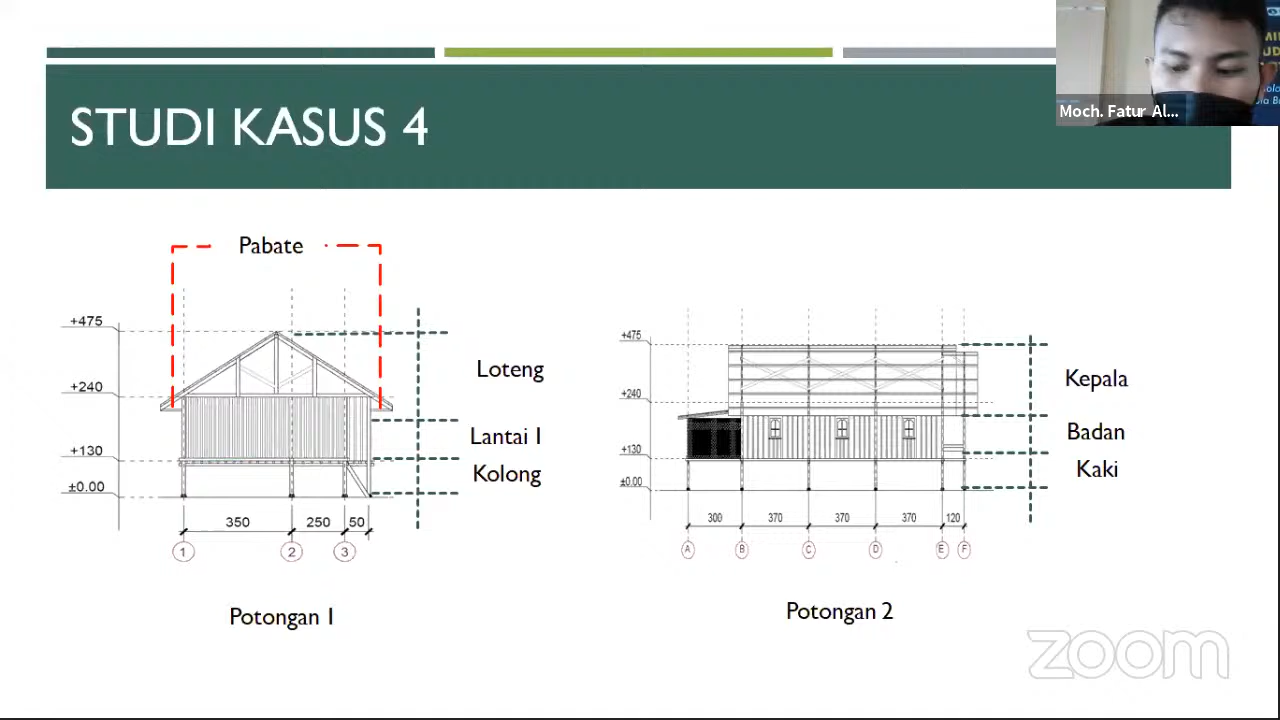 Moch. Fatur Al...
STUDI KASUS 4
Pabate
+475
+240
+130
±0.00
Loteng
Lantai 1
Kolong
350
250
50
1
2
3
Potongan 1
+475
+240
+130
±0.00
Kepala
Badan
Kaki
300
370
370
370
120
A
B
C
D
E
F
Potongan 2
zoom